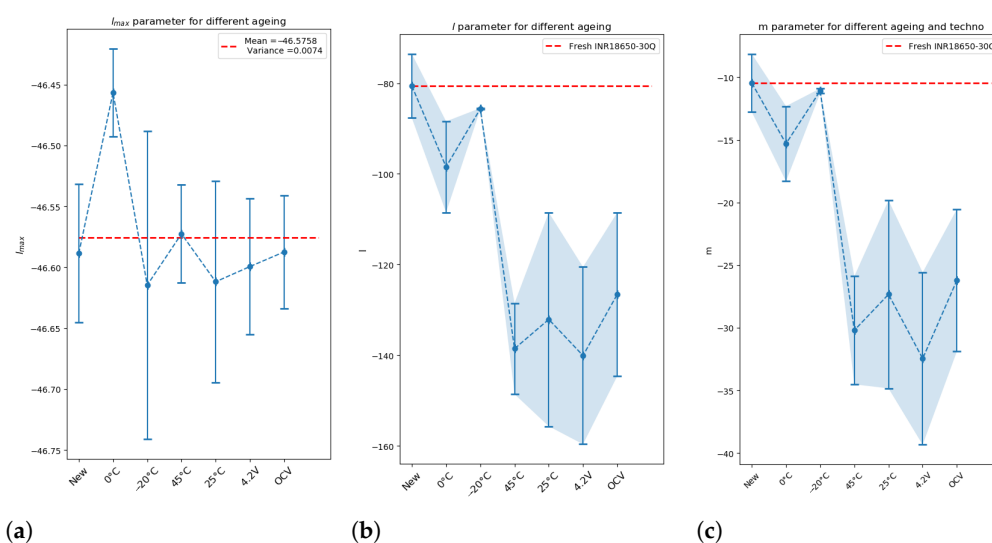 l_max parameter for different ageing
Mean =−46.5758
Variance =0.0074
−46.45
−46.50
−46.55
−46.60
−46.65
−46.70
−46.75
l_max
New
0°C
−20°C
45°C
25°C
4.2V
OCV
(a)
l parameter for different ageing
Fresh INR18650-30Q
−80
−100
−120
−140
−160
l
New
0°C
−20°C
45°C
25°C
4.2V
OCV
(b)
m parameter for different ageing and techno
Fresh INR18650-30Q
−10
−15
−20
−25
−30
−35
−40
m
New
0°C
−20°C
45°C
25°C
4.2V
OCV
(c)